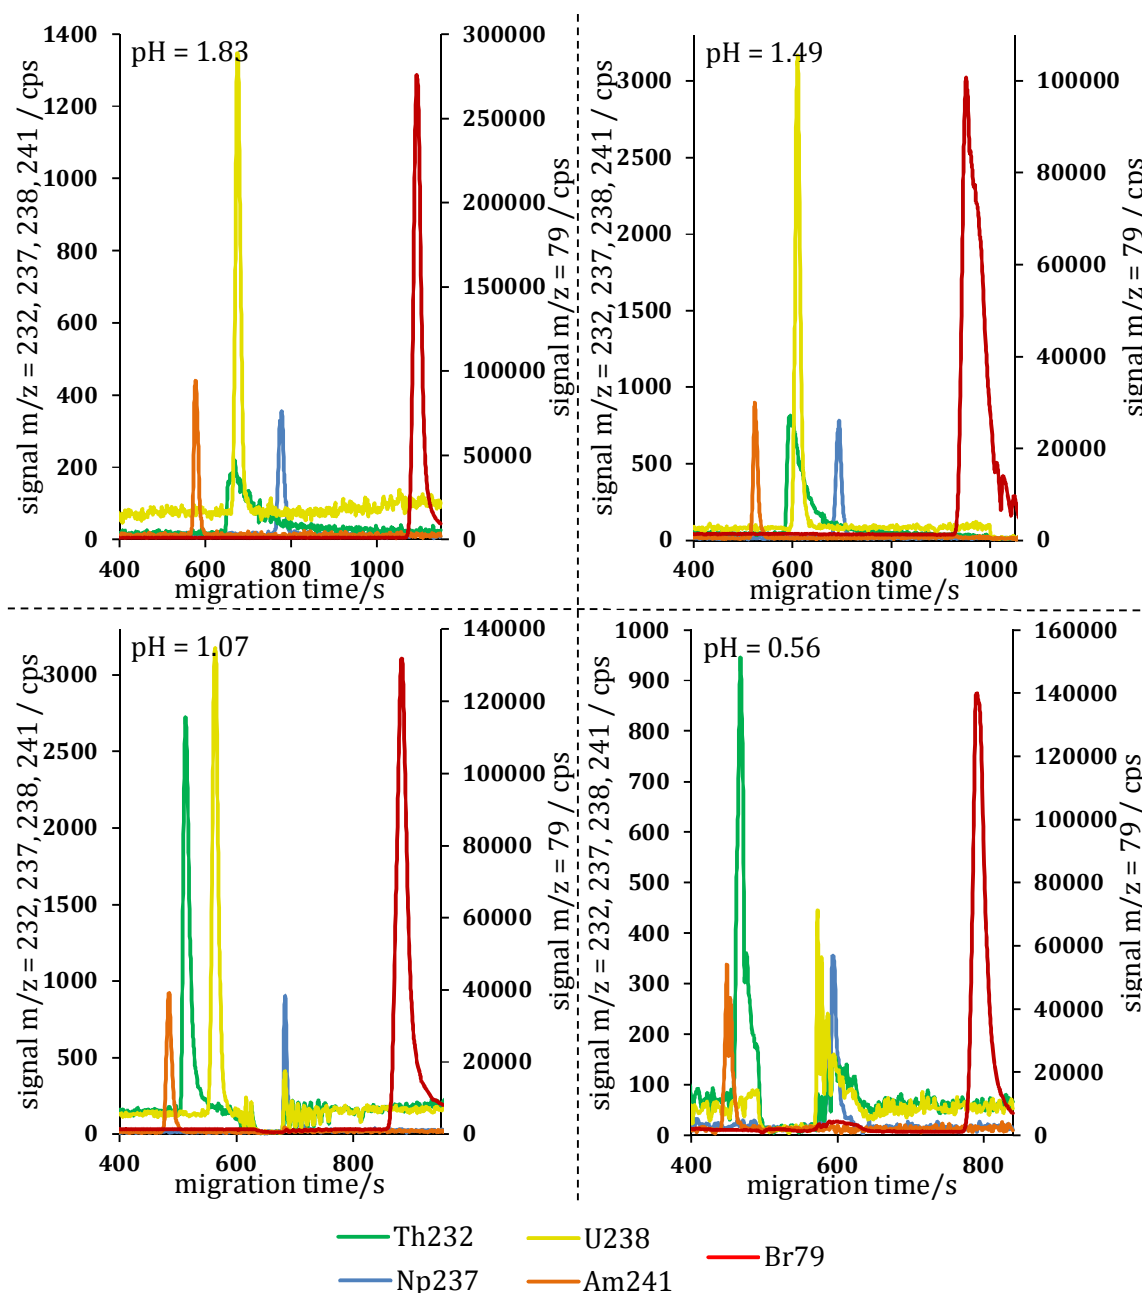 pH = 1.83
signal m/z = 232, 237, 238, 241 / cps
1400
1200
1000
800
600
400
200
0
300000
250000
200000
150000
100000
50000
0
signal m/z = 79 / cps
400 600 800 1000
migration time/s
pH = 1.49
signal m/z = 232, 237, 238, 241 / cps
3000
2500
2000
1500
1000
500
0
100000
80000
60000
40000
20000
0
signal m/z = 79 / cps
400 600 800 1000
migration time/s
pH = 1.07
signal m/z = 232, 237, 238, 241 / cps
3000
2500
2000
1500
1000
500
0
140000
120000
100000
80000
60000
40000
20000
0
signal m/z = 79 / cps
400 600 800
migration time/s
pH = 0.56
signal m/z = 232, 237, 238, 241 / cps
1000
900
800
700
600
500
400
300
200
100
0
160000
140000
120000
100000
80000
60000
40000
20000
0
signal m/z = 79 / cps
400 600 800
migration time/s
Th232 U238 Br79
Np237 Am241